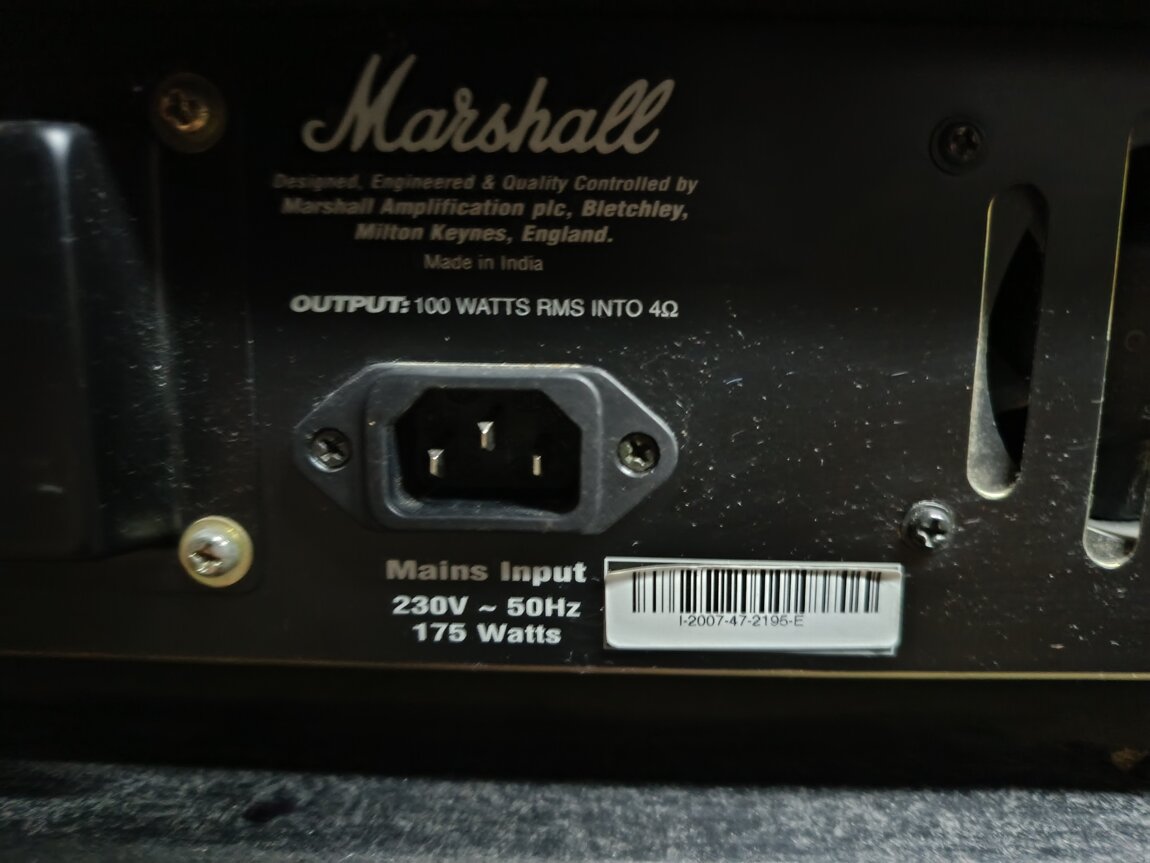 Marshall
Designed, Engineered & Quality Controlled by
Marshall Amplification plc, Bletchley,
Milton Keynes, England.
Made in India
OUTPUT: 100 WATTS RMS INTO 4Ω
Mains Input
230V ~ 50Hz
175 Watts
I-2007-47-2195-E